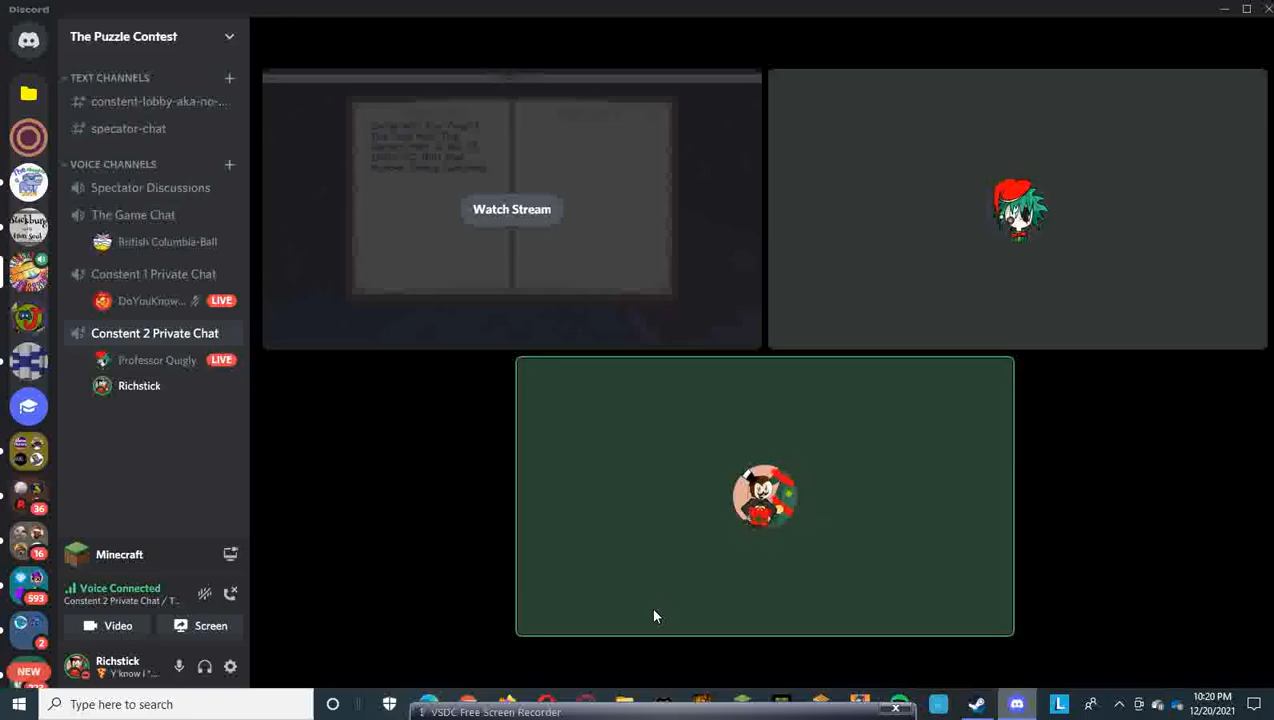 Discord
The Puzzle Contest
TEXT CHANNELS
constent-lobby-aka-no-...
specator-chat
VOICE CHANNELS
Spectator Discussions
The Game Chat
British Columbia-Ball
Constent 1 Private Chat
DoYouKnow... LIVE
Constent 2 Private Chat
Professor Quigly LIVE
Richstick
Watch Stream
36
16
593
2
NEW
Minecraft
Voice Connected
Constent 2 Private Chat / T...
Video
Screen
Richstick
Y'know i "...
Type here to search
VSDC Free Screen Recorder
L
10:20 PM
12/20/2021